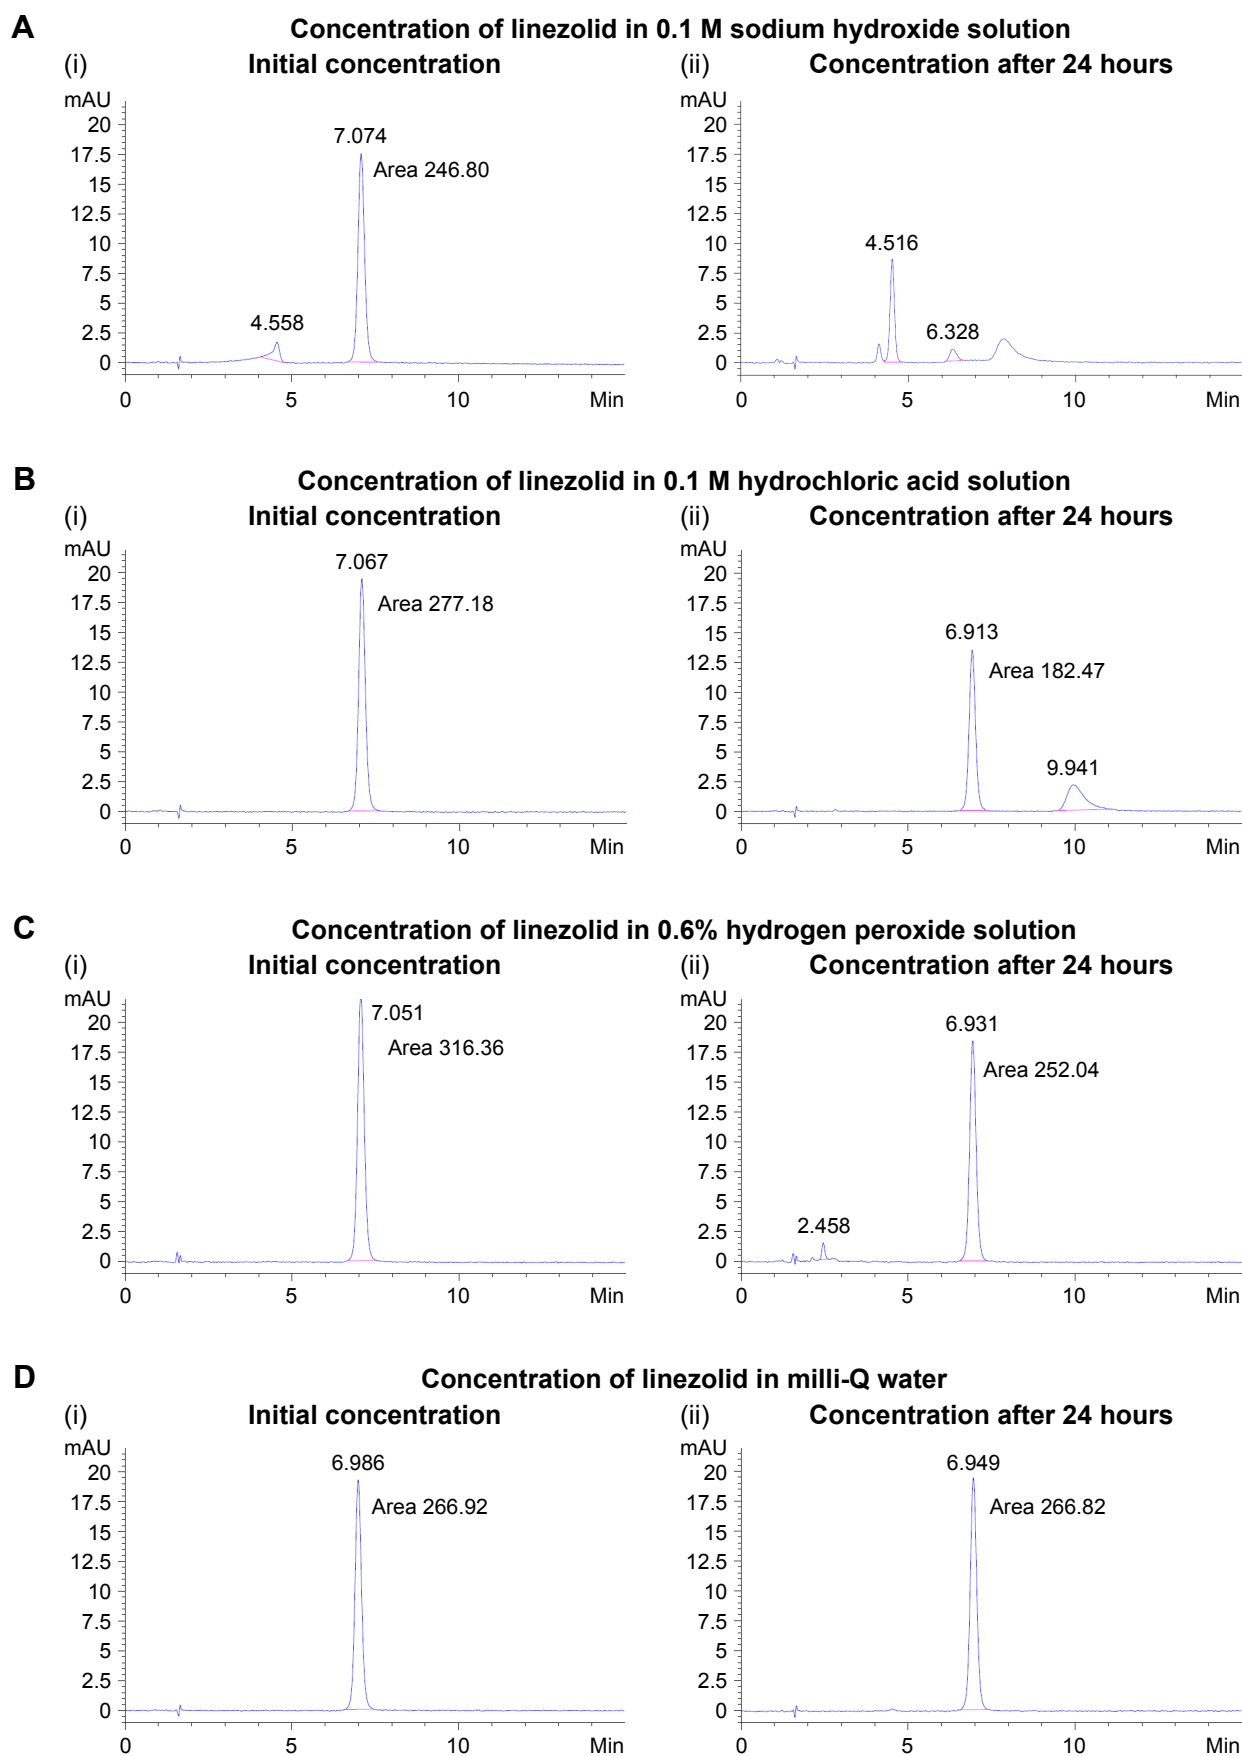 A
Concentration of linezolid in 0.1 M sodium hydroxide solution
(i) Initial concentration
mAU
20
17.5
15
12.5
10
7.5
5
2.5
0
7.074
Area 246.80
4.558
0 5 10 Min
(ii) Concentration after 24 hours
mAU
20
17.5
15
12.5
10
7.5
5
2.5
0
4.516
6.328
0 5 10 Min
B
Concentration of linezolid in 0.1 M hydrochloric acid solution
(i) Initial concentration
mAU
20
17.5
15
12.5
10
7.5
5
2.5
0
7.067
Area 277.18
0 5 10 Min
(ii) Concentration after 24 hours
mAU
20
17.5
15
12.5
10
7.5
5
2.5
0
6.913
Area 182.47
9.941
0 5 10 Min
C
Concentration of linezolid in 0.6% hydrogen peroxide solution
(i) Initial concentration
mAU
20
17.5
15
12.5
10
7.5
5
2.5
0
7.051
Area 316.36
0 5 10 Min
(ii) Concentration after 24 hours
mAU
20
17.5
15
12.5
10
7.5
5
2.5
0
6.931
Area 252.04
2.458
0 5 10 Min
D
Concentration of linezolid in milli-Q water
(i) Initial concentration
mAU
20
17.5
15
12.5
10
7.5
5
2.5
0
6.986
Area 266.92
0 5 10 Min
(ii) Concentration after 24 hours
mAU
20
17.5
15
12.5
10
7.5
5
2.5
0
6.949
Area 266.82
0 5 10 Min